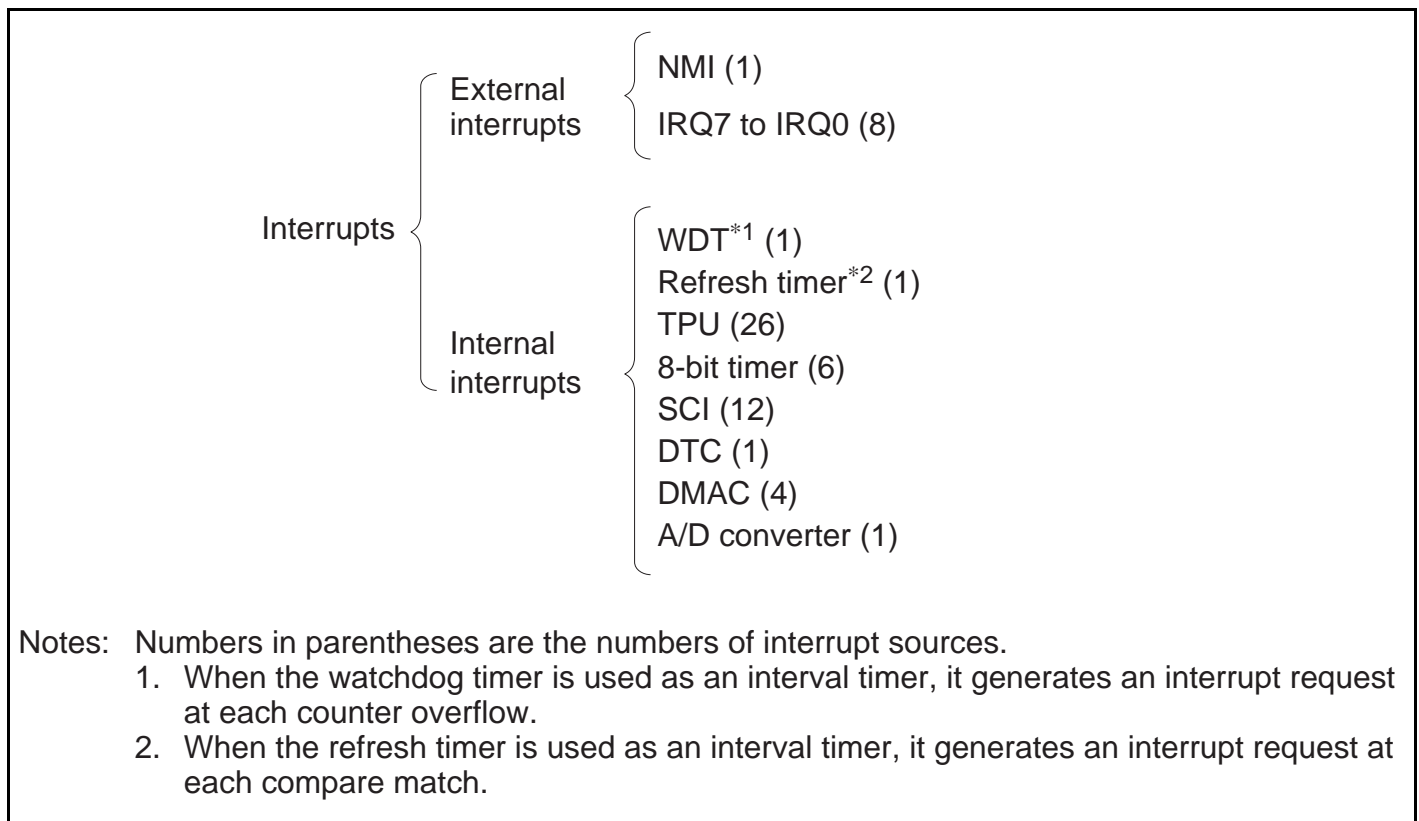 External
interrupts
NMI (1)
IRQ7 to IRQ0 (8)
Interrupts
Internal
interrupts
WDT*1 (1)
Refresh timer*2 (1)
TPU (26)
8-bit timer (6)
SCI (12)
DTC (1)
DMAC (4)
A/D converter (1)
Notes: Numbers in parentheses are the numbers of interrupt sources.
1. When the watchdog timer is used as an interval timer, it generates an interrupt request
at each counter overflow.
2. When the refresh timer is used as an interval timer, it generates an interrupt request at
each compare match.